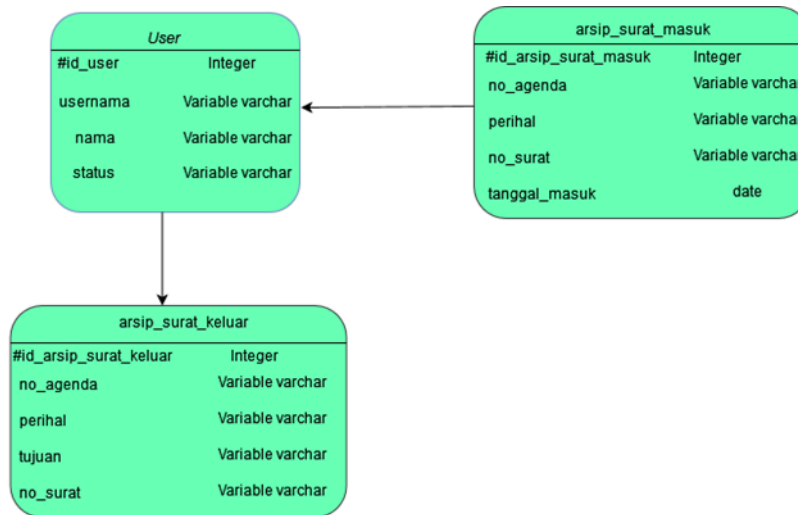 User
#id_user Integer
usernama Variable varchar
nama Variable varchar
status Variable varchar
arsip_surat_masuk
#id_arsip_surat_masuk Integer
no_agenda Variable varchar
perihal Variable varchar
no_surat Variable varchar
tanggal_masuk date
arsip_surat_keluar
#id_arsip_surat_keluar Integer
no_agenda Variable varchar
perihal Variable varchar
tujuan Variable varchar
no_surat Variable varchar